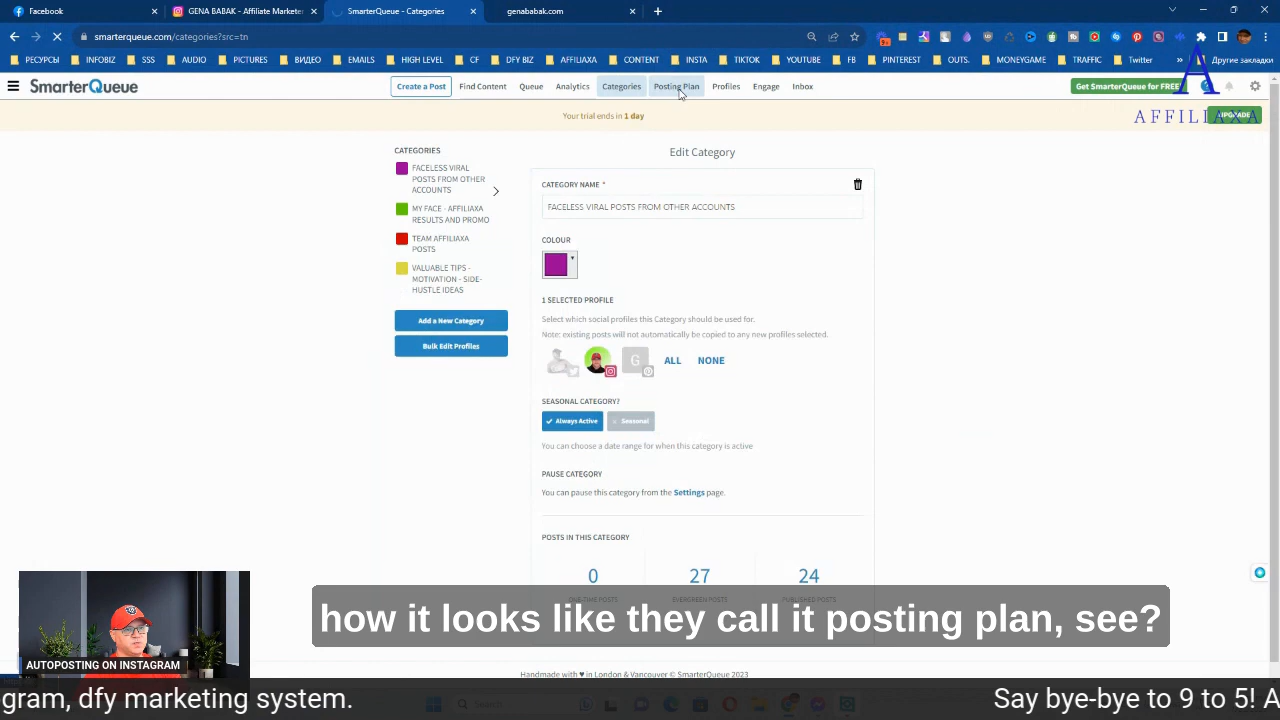 Facebook
GENA BABAK - Affiliate Marketer
SmarterQueue - Categories
genababak.com
smarterqueue.com/categories?src=tn
РЕСУРСЫ
INFOBIZ
SSS
AUDIO
PICTURES
ВИДЕО
EMAILS
HIGH LEVEL
CF
DFY BIZ
AFFILIAXA
CONTENT
INSTA
TIKTOK
YOUTUBE
FB
PINTEREST
OUTS.
MONEYGAME
TRAFFIC
Twitter
Другие закладки
SmarterQueue
Create a Post
Find Content
Queue
Analytics
Categories
Posting Plan
Profiles
Engage
Inbox
Get SmarterQueue for FREE
A
AFFILIAXA
Your trial ends in 1 day
UPGRADE
CATEGORIES
FACELESS VIRAL
POSTS FROM OTHER
ACCOUNTS
MY FACE - AFFILIAXA
RESULTS AND PROMO
TEAM AFFILIAXA
POSTS
VALUABLE TIPS -
MOTIVATION - SIDE-
HUSTLE IDEAS
Add a New Category
Bulk Edit Profiles
Edit Category
CATEGORY NAME *
FACELESS VIRAL POSTS FROM OTHER ACCOUNTS
COLOUR
1 SELECTED PROFILE
Select which social profiles this Category should be used for.
Note: existing posts will not automatically be copied to any new profiles selected.
G
ALL
NONE
SEASONAL CATEGORY?
Always Active
Seasonal
You can choose a date range for when this category is active
PAUSE CATEGORY
You can pause this category from the Settings page.
POSTS IN THIS CATEGORY
0
27
24
ONE-TIME POSTS
EVERGREEN POSTS
PUBLISHED POSTS
how it looks like they call it posting plan, see?
AUTOPOSTING ON INSTAGRAM
Handmade with ♥ in London & Vancouver © SmarterQueue 2023
gram, dfy marketing system.
Say bye-bye to 9 to 5! A
Search